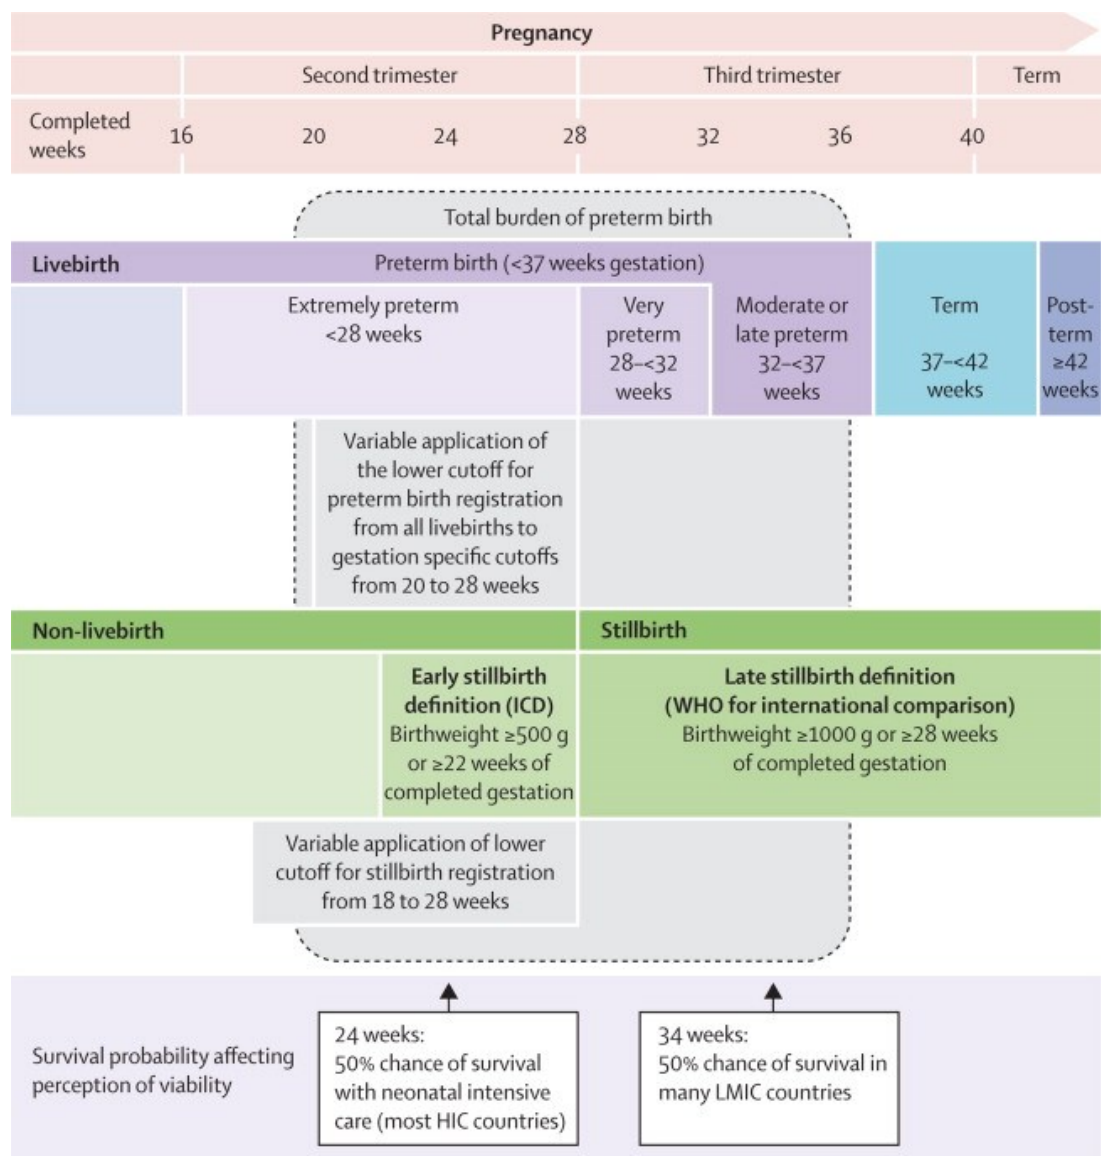 Pregnancy
Second trimester
Third trimester
Term
Completed
weeks
16
20
24
28
32
36
40
Total burden of preterm birth
Livebirth
Preterm birth (<37 weeks gestation)
Extremely preterm
<28 weeks
Very
preterm
28–<32
weeks
Moderate or
late preterm
32–<37
weeks
Term
37–<42
weeks
Post-
term
≥42
weeks
Variable application of
the lower cutoff for
preterm birth registration
from all livebirths to
gestation specific cutoffs
from 20 to 28 weeks
Non-livebirth
Stillbirth
Early stillbirth
definition (ICD)
Birthweight ≥500 g
or ≥22 weeks of
completed gestation
Late stillbirth definition
(WHO for international comparison)
Birthweight ≥1000 g or ≥28 weeks
of completed gestation
Variable application of lower
cutoff for stillbirth registration
from 18 to 28 weeks
Survival probability affecting
perception of viability
24 weeks:
50% chance of survival
with neonatal intensive
care (most HIC countries)
34 weeks:
50% chance of survival in
many LMIC countries